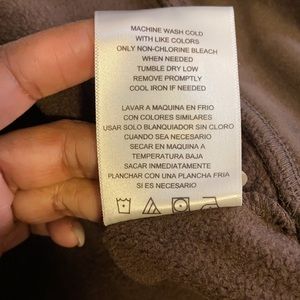 MACHINE WASH COLD
WITH LIKE COLORS
ONLY NON-CHLORINE BLEACH
WHEN NEEDED
TUMBLE DRY LOW
REMOVE PROMPTLY
COOL IRON IF NEEDED
LAVAR A MAQUINA EN FRIO
CON COLORES SIMILARES
USAR SOLO BLANQUIADOR SIN CLORO
CUANDO SEA NECESARIO
SECAR EN MAQUINA A
TEMPERATURA BAJA
SACAR INMEDIATAMENTE
PLANCHAR CON UNA PLANCHA FRIA
SI ES NECESARIO